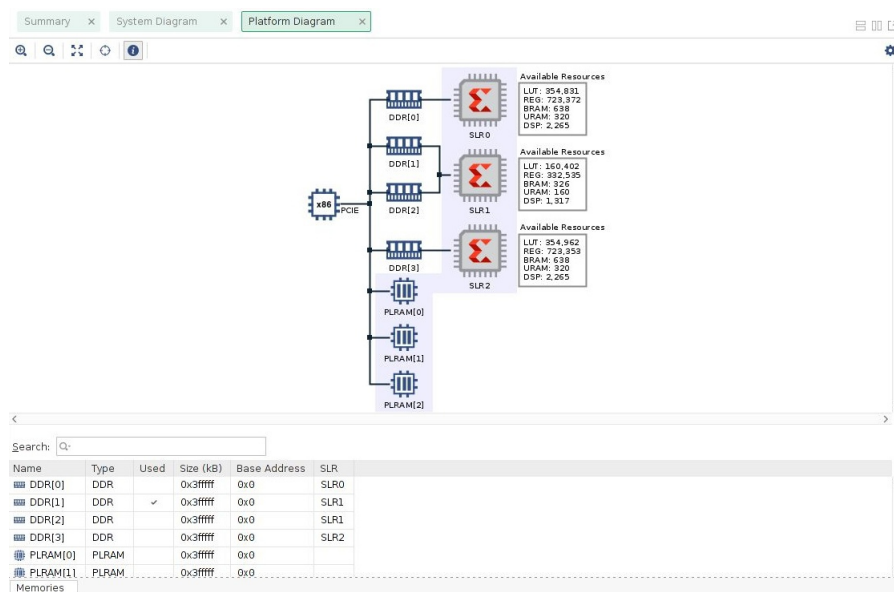 Summary × System Diagram × Platform Diagram ×
Available Resources
LUT: 354,831
REG: 723,372
BRAM: 638
URAM: 320
DSP: 2,265
DDR[0]
SLR0
Available Resources
DDR[1]
LUT: 160,402
REG: 332,535
BRAM: 326
URAM: 160
DSP: 1,317
x86 PCIE
DDR[2]
SLR1
Available Resources
LUT: 354,962
REG: 723,353
BRAM: 638
URAM: 320
DSP: 2,265
DDR[3]
SLR2
PLRAM[0]
PLRAM[1]
PLRAM[2]
Search:
Name Type Used Size (kB) Base Address SLR
DDR[0] DDR 0x3fffff 0x0 SLR0
DDR[1] DDR ✓ 0x3fffff 0x0 SLR1
DDR[2] DDR 0x3fffff 0x0 SLR1
DDR[3] DDR 0x3fffff 0x0 SLR2
PLRAM[0] PLRAM 0x3fffff 0x0
PLRAM[1] PLRAM 0x3fffff 0x0
Memories